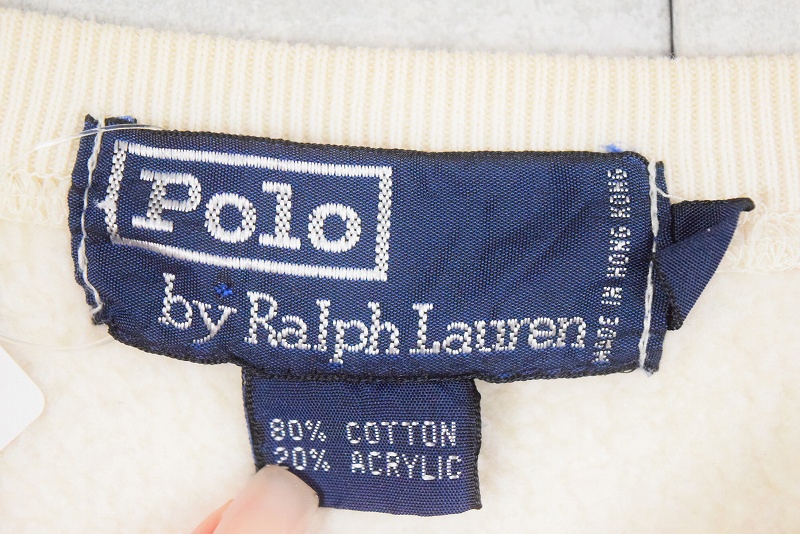 Polo
by Ralph Lauren
MADE IN HONG KONG
80% COTTON
20% ACRYLIC